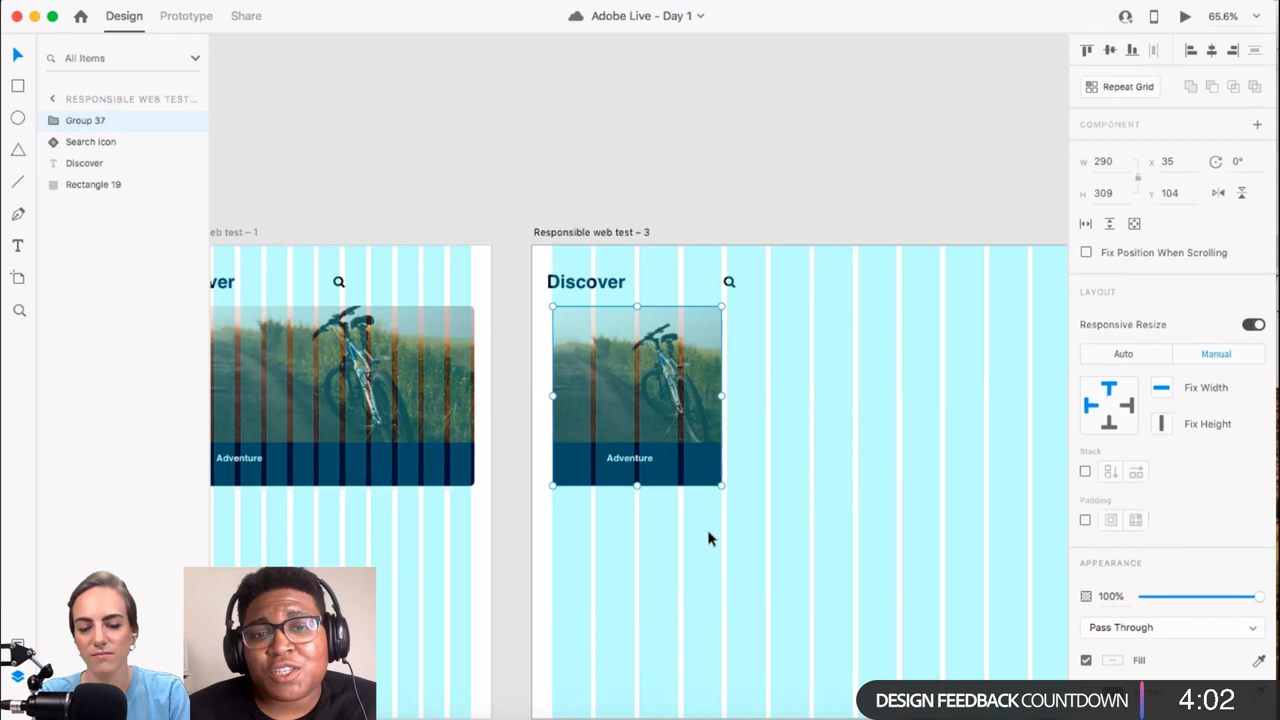 Design Prototype Share Adobe Live - Day 1 65.6%
All Items
RESPONSIBLE WEB TEST...
Group 37
Search Icon
Discover
Rectangle 19
eb test – 1
ver
Adventure
Responsible web test – 3
Discover
Adventure
Repeat Grid
COMPONENT
W 290 X 35 0°
H 309 Y 104
Fix Position When Scrolling
LAYOUT
Responsive Resize
Auto Manual
Fix Width
Fix Height
Stack
Padding
APPEARANCE
100%
Pass Through
Fill
DESIGN FEEDBACK COUNTDOWN 4:02